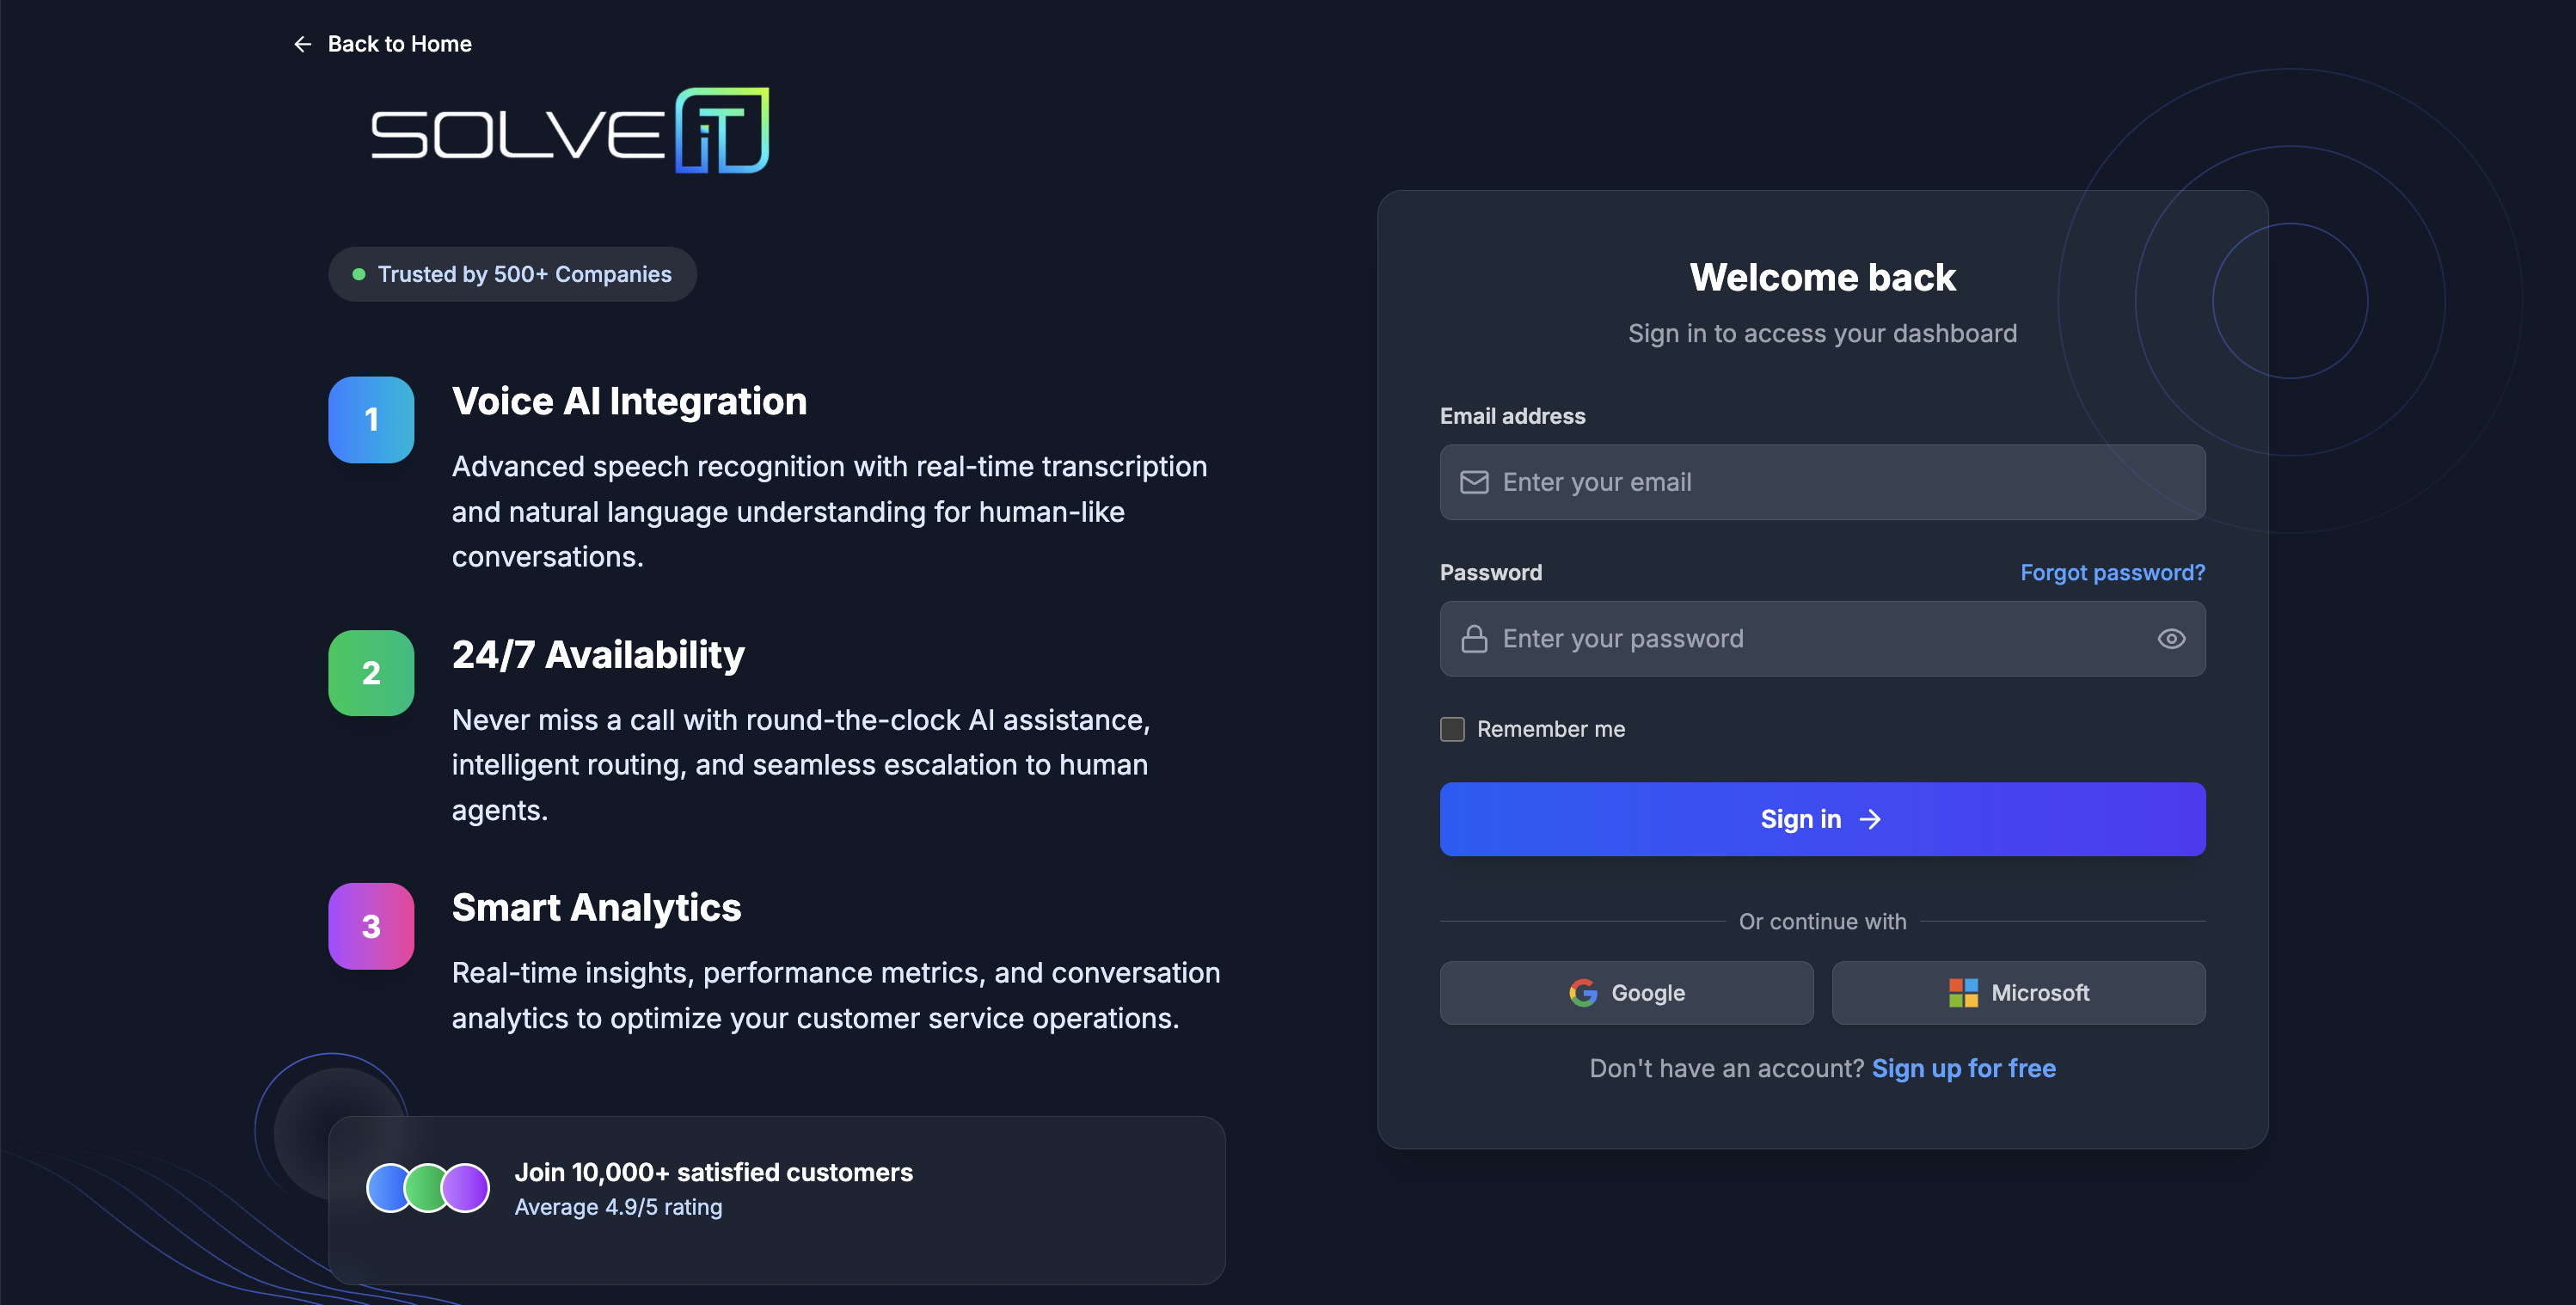 Back to Home
SOLVE iT
Trusted by 500+ Companies
1
Voice AI Integration
Advanced speech recognition with real-time transcription
and natural language understanding for human-like
conversations.
2
24/7 Availability
Never miss a call with round-the-clock AI assistance,
intelligent routing, and seamless escalation to human
agents.
3
Smart Analytics
Real-time insights, performance metrics, and conversation
analytics to optimize your customer service operations.
Join 10,000+ satisfied customers
Average 4.9/5 rating
Welcome back
Sign in to access your dashboard
Email address
Enter your email
Password
Forgot password?
Enter your password
Remember me
Sign in
Or continue with
Google
Microsoft
Don't have an account? Sign up for free